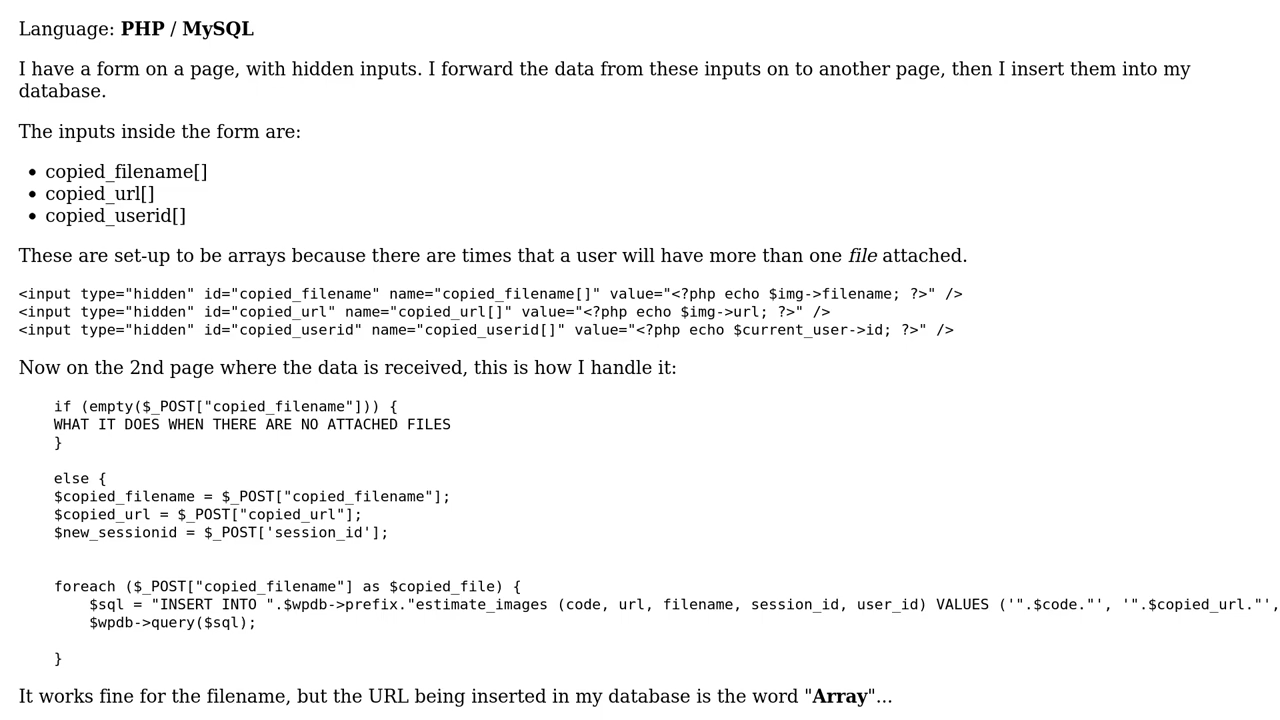 Language: PHP / MySQL
I have a form on a page, with hidden inputs. I forward the data from these inputs on to another page, then I insert them into my
database.
The inputs inside the form are:
• copied_filename[]
• copied_url[]
• copied_userid[]
These are set-up to be arrays because there are times that a user will have more than one file attached.
<input type="hidden" id="copied_filename" name="copied_filename[]" value="<?php echo $img->filename; ?>" />
<input type="hidden" id="copied_url" name="copied_url[]" value="<?php echo $img->url; ?>" />
<input type="hidden" id="copied_userid" name="copied_userid[]" value="<?php echo $current_user->id; ?>" />
Now on the 2nd page where the data is received, this is how I handle it:
if (empty($_POST["copied_filename"])) {
WHAT IT DOES WHEN THERE ARE NO ATTACHED FILES
}
else {
$copied_filename = $_POST["copied_filename"];
$copied_url = $_POST["copied_url"];
$new_sessionid = $_POST['session_id'];
foreach ($_POST["copied_filename"] as $copied_file) {
$sql = "INSERT INTO ".$wpdb->prefix."estimate_images (code, url, filename, session_id, user_id) VALUES ('".$code."', '".$copied_url."',
$wpdb->query($sql);
}
It works fine for the filename, but the URL being inserted in my database is the word "Array"...